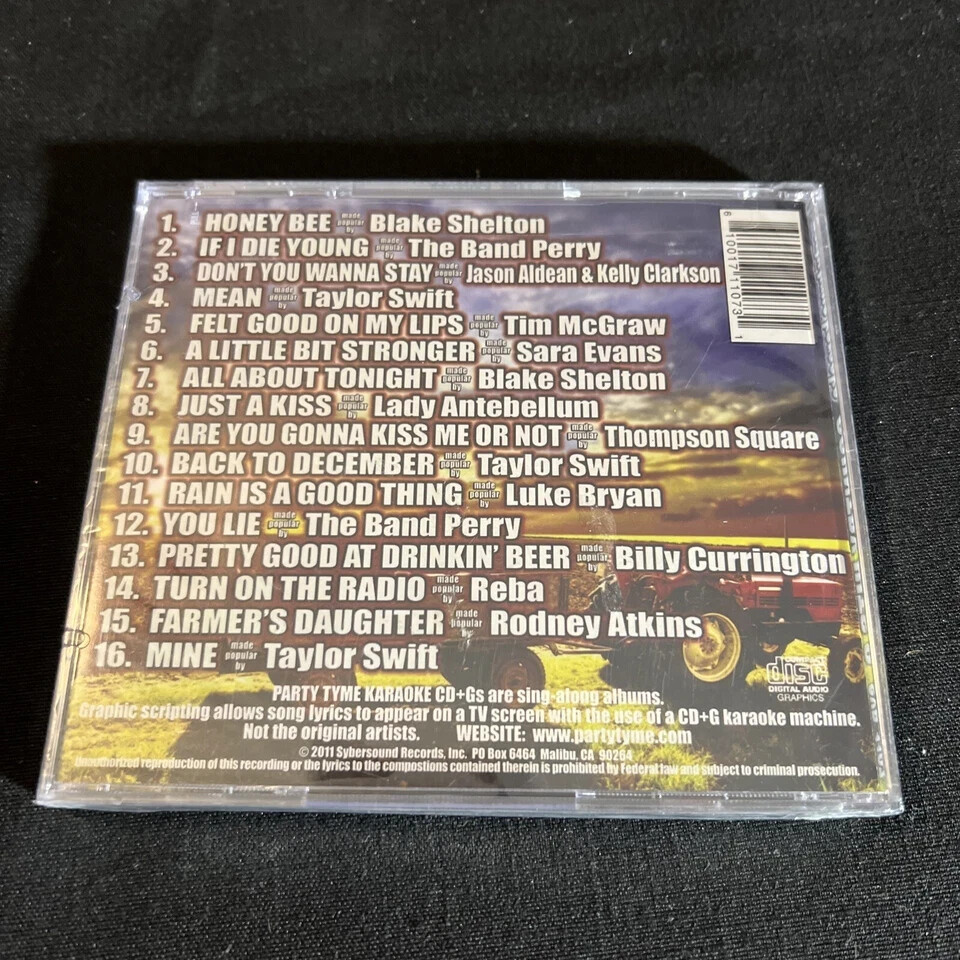 1. HONEY BEE made popular by Blake Shelton
2. IF I DIE YOUNG made popular by The Band Perry
3. DON'T YOU WANNA STAY made popular by Jason Aldean & Kelly Clarkson
4. MEAN made popular by Taylor Swift
5. FELT GOOD ON MY LIPS made popular by Tim McGraw
6. A LITTLE BIT STRONGER made popular by Sara Evans
7. ALL ABOUT TONIGHT made popular by Blake Shelton
8. JUST A KISS made popular by Lady Antebellum
9. ARE YOU GONNA KISS ME OR NOT made popular by Thompson Square
10. BACK TO DECEMBER made popular by Taylor Swift
11. RAIN IS A GOOD THING made popular by Luke Bryan
12. YOU LIE made popular by The Band Perry
13. PRETTY GOOD AT DRINKIN' BEER made popular by Billy Currington
14. TURN ON THE RADIO made popular by Reba
15. FARMER'S DAUGHTER made popular by Rodney Atkins
16. MINE made popular by Taylor Swift
6 10017 11073 1
COMPACT
disc
DIGITAL AUDIO
GRAPHICS
PARTY TYME KARAOKE CD+Gs are sing-along albums.
Graphic scripting allows song lyrics to appear on a TV screen with the use of a CD+G karaoke machine.
Not the original artists. WEBSITE: www.partytyme.com
© 2011 Sybersound Records, Inc. PO Box 6464 Malibu, CA 90264
Unauthorized reproduction of this recording or the lyrics to the compostions contained therein is prohibited by Federal law and subject to criminal prosecution.